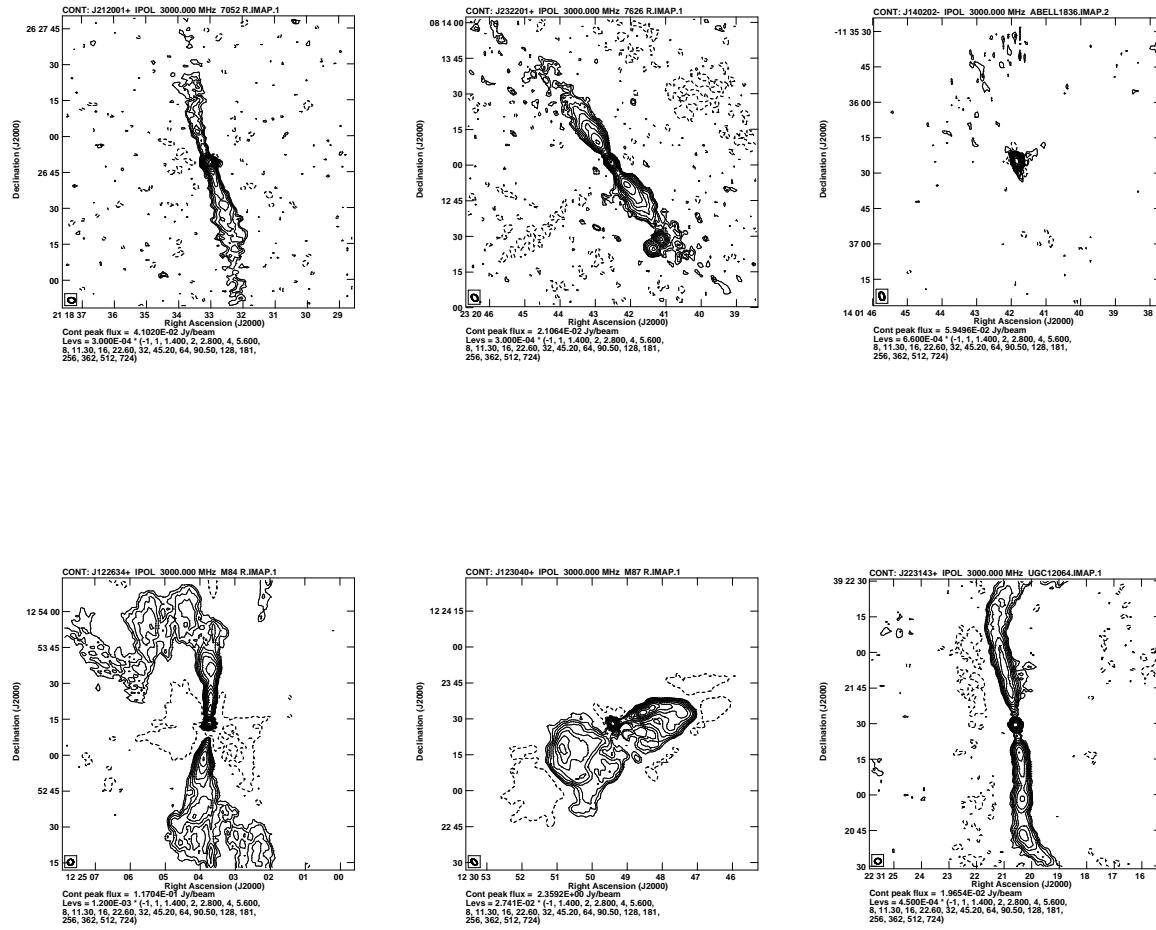 CONT: J212001+ IPOL 3000.000 MHz 7052 R.IMAP.1
26 27 45
30
15
00
26 45
30
15
00
Declination (J2000)
21 18 37 36 35 34 33 32 31 30 29
Right Ascension (J2000)
Cont peak flux = 4.1020E-02 Jy/beam
Levs = 3.000E-04 * (-1, 1, 1.400, 2, 2.800, 4, 5.600,
8, 11.30, 16, 22.60, 32, 45.20, 64, 90.50, 128, 181,
256, 362, 512, 724)
CONT: J232201+ IPOL 3000.000 MHz 7626 R.IMAP.1
08 14 00
13 45
30
15
00
12 45
30
15
00
Declination (J2000)
23 20 46 45 44 43 42 41 40 39
Right Ascension (J2000)
Cont peak flux = 2.1064E-02 Jy/beam
Levs = 3.000E-04 * (-1, 1, 1.400, 2, 2.800, 4, 5.600,
8, 11.30, 16, 22.60, 32, 45.20, 64, 90.50, 128, 181,
256, 362, 512, 724)
CONT: J140202- IPOL 3000.000 MHz ABELL1836.IMAP.2
-11 35 30
45
36 00
15
30
45
37 00
15
Declination (J2000)
14 01 46 45 44 43 42 41 40 39 38
Right Ascension (J2000)
Cont peak flux = 5.9496E-02 Jy/beam
Levs = 6.600E-04 * (-1, 1, 1.400, 2, 2.800, 4, 5.600,
8, 11.30, 16, 22.60, 32, 45.20, 64, 90.50, 128, 181,
256, 362, 512, 724)
CONT: J122634+ IPOL 3000.000 MHz M84 R.IMAP.1
12 54 00
53 45
30
15
00
52 45
30
15
Declination (J2000)
12 25 07 06 05 04 03 02 01 00
Right Ascension (J2000)
Cont peak flux = 1.1704E-01 Jy/beam
Levs = 1.200E-03 * (-1, 1, 1.400, 2, 2.800, 4, 5.600,
8, 11.30, 16, 22.60, 32, 45.20, 64, 90.50, 128, 181,
256, 362, 512, 724)
CONT: J123040+ IPOL 3000.000 MHz M87 R.IMAP.1
12 24 15
00
23 45
30
15
00
22 45
30
Declination (J2000)
12 30 53 52 51 50 49 48 47 46
Right Ascension (J2000)
Cont peak flux = 2.3592E+00 Jy/beam
Levs = 2.741E-02 * (-1, 1, 1.400, 2, 2.800, 4, 5.600,
8, 11.30, 16, 22.60, 32, 45.20, 64, 90.50, 128, 181,
256, 362, 512, 724)
CONT: J223143+ IPOL 3000.000 MHz UGC12064.IMAP.1
39 22 30
15
00
21 45
30
15
00
20 45
30
Declination (J2000)
22 31 25 24 23 22 21 20 19 18 17 16
Right Ascension (J2000)
Cont peak flux = 1.9654E-02 Jy/beam
Levs = 4.500E-04 * (-1, 1, 1.400, 2, 2.800, 4, 5.600,
8, 11.30, 16, 22.60, 32, 45.20, 64, 90.50, 128, 181,
256, 362, 512, 724)